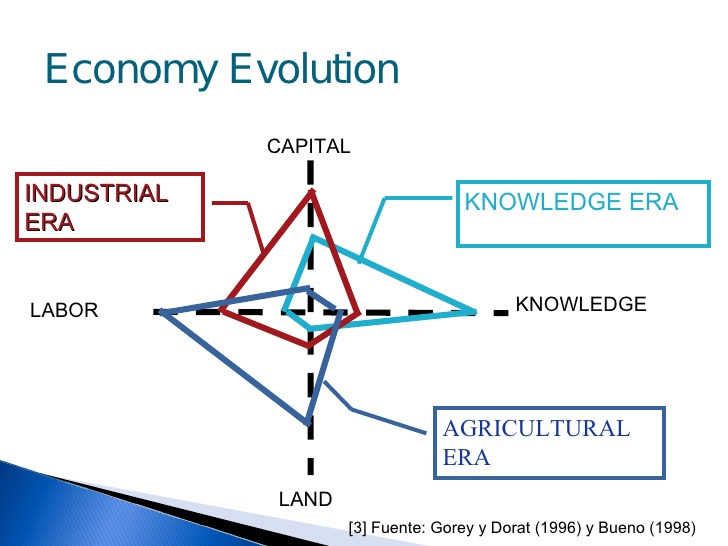 Economy Evolution
CAPITAL
INDUSTRIAL
ERA
KNOWLEDGE ERA
LABOR
KNOWLEDGE
AGRICULTURAL
ERA
LAND
[3] Fuente: Gorey y Dorat (1996) y Bueno (1998)